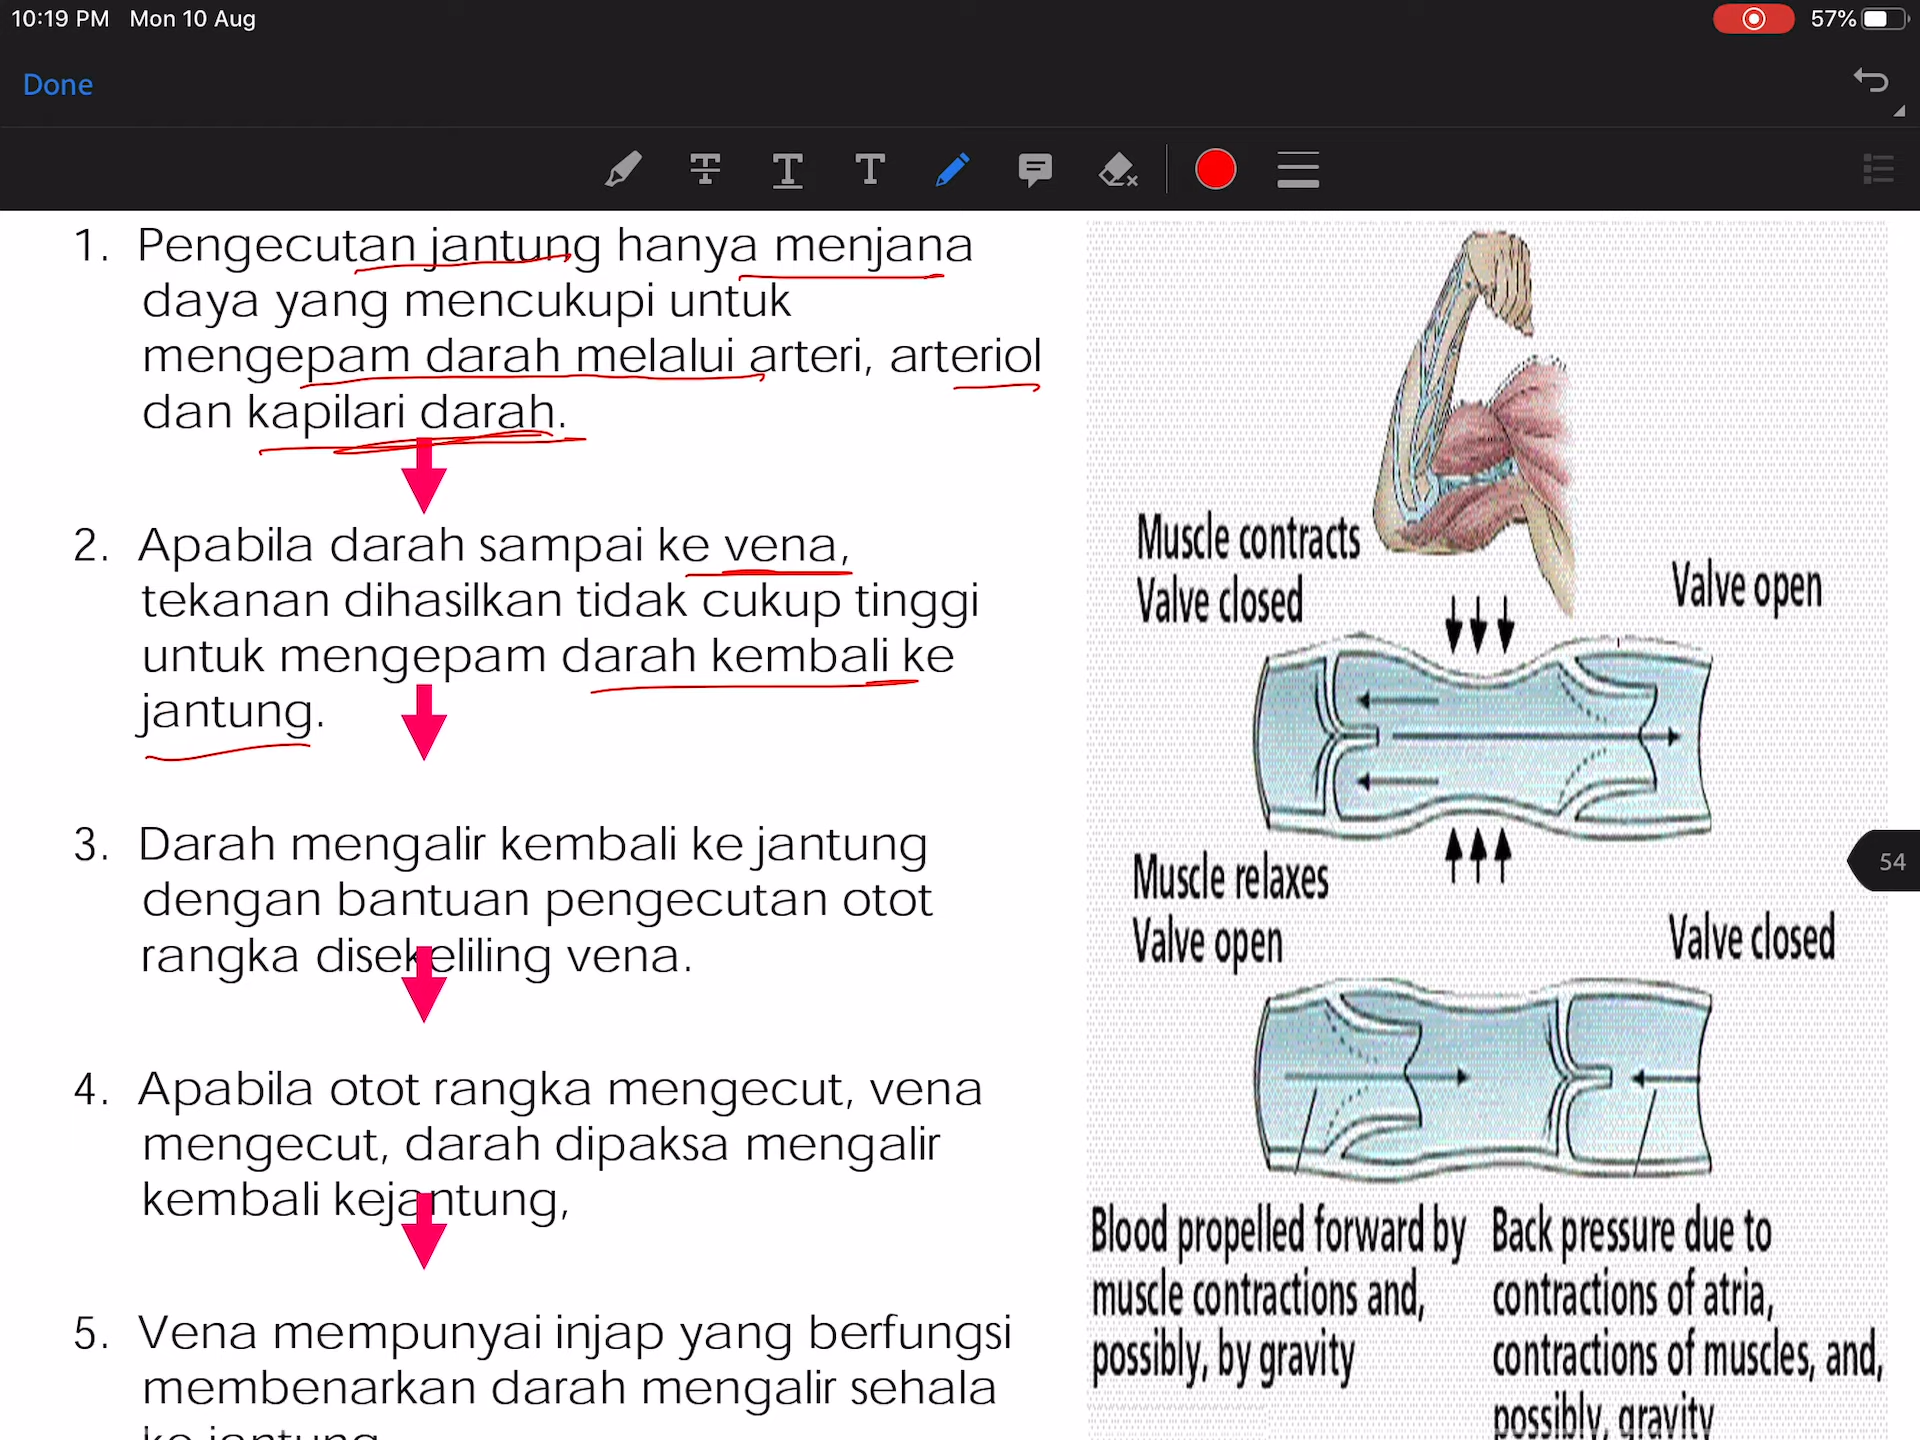 10:19 PM Mon 10 Aug
57%
Done
1. Pengecutan jantung hanya menjana
daya yang mencukupi untuk
mengepam darah melalui arteri, arteriol
dan kapilari darah.
2. Apabila darah sampai ke vena,
tekanan dihasilkan tidak cukup tinggi
untuk mengepam darah kembali ke
jantung.
3. Darah mengalir kembali ke jantung
dengan bantuan pengecutan otot
rangka disekeliling vena.
4. Apabila otot rangka mengecut, vena
mengecut, darah dipaksa mengalir
kembali kejantung,
5. Vena mempunyai injap yang berfungsi
membenarkan darah mengalir sehala
ke jantung
Muscle contracts
Valve closed
Valve open
Muscle relaxes
Valve open
Valve closed
54
Blood propelled forward by
muscle contractions and,
possibly, by gravity
Back pressure due to
contractions of atria,
contractions of muscles, and,
possibly, gravity